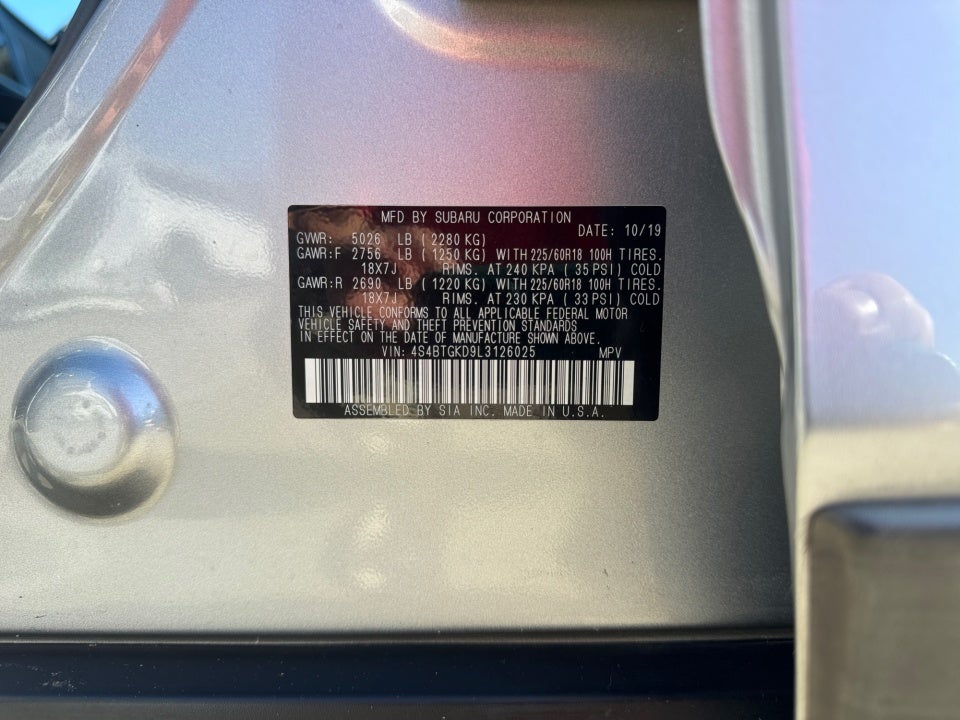 MFD BY SUBARU CORPORATION
DATE: 10/19
GVWR: 5026 LB ( 2280 KG)
GAWR:F 2756 LB ( 1250 KG) WITH 225/60R18 100H TIRES.
18X7J RIMS. AT 240 KPA ( 35 PSI) COLD
GAWR:R 2690 LB ( 1220 KG) WITH 225/60R18 100H TIRES.
18X7J RIMS. AT 230 KPA ( 33 PSI) COLD
THIS VEHICLE CONFORMS TO ALL APPLICABLE FEDERAL MOTOR
VEHICLE SAFETY AND THEFT PREVENTION STANDARDS
IN EFFECT ON THE DATE OF MANUFACTURE SHOWN ABOVE.
VIN: 4S4BTGKD9L3126025 MPV
ASSEMBLED BY SIA INC. MADE IN U.S.A.